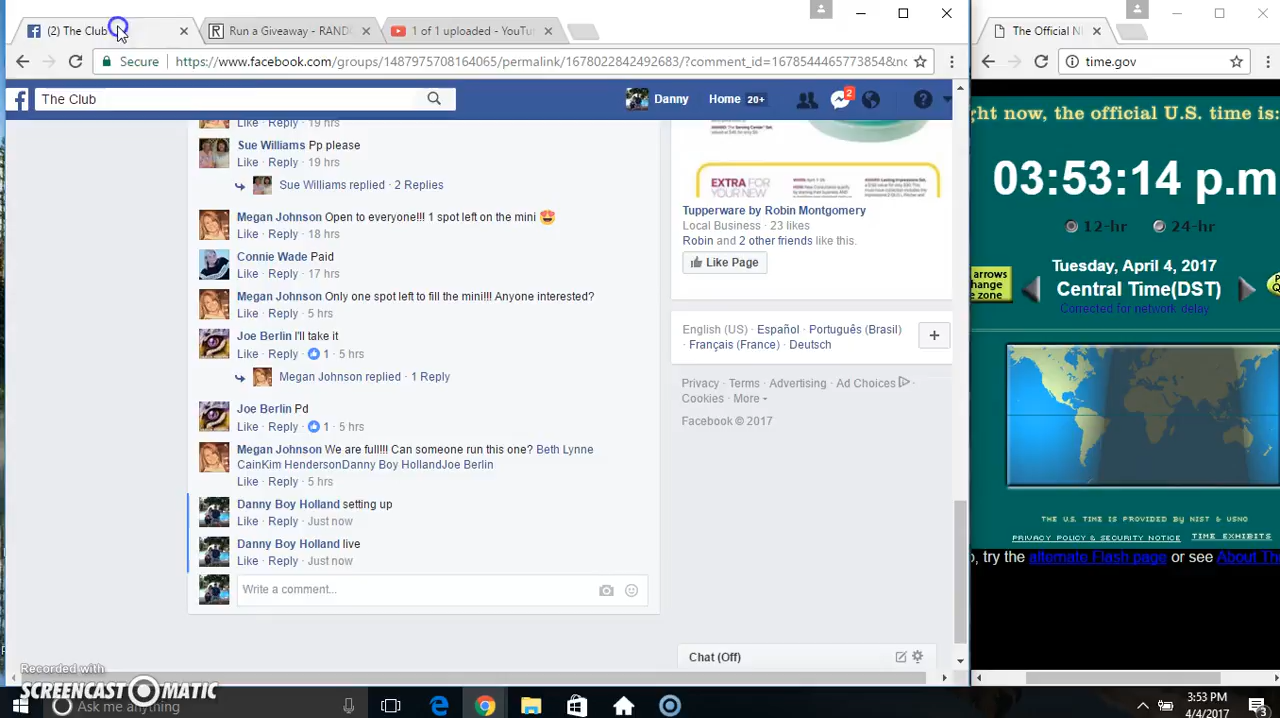 (2) The Club
Run a Giveaway - RAND
1 of 1 uploaded - YouTu
The Official NI
Secure
https://www.facebook.com/groups/1487975708164065/permalink/1678022842492683/?comment_id=1678544465773854&no
time.gov
The Club
Danny
Home 20+
2
right now, the official U.S. time is:
Like · Reply · 19 hrs
Sue Williams Pp please
Like · Reply · 19 hrs
Sue Williams replied · 2 Replies
Megan Johnson Open to everyone!!! 1 spot left on the mini
Like · Reply · 18 hrs
Connie Wade Paid
Like · Reply · 17 hrs
Megan Johnson Only one spot left to fill the mini!!! Anyone interested?
Like · Reply · 5 hrs
Joe Berlin I'll take it
Like · Reply · 1 · 5 hrs
Megan Johnson replied · 1 Reply
Joe Berlin Pd
Like · Reply · 1 · 5 hrs
Megan Johnson We are full!!! Can someone run this one? Beth Lynne
CainKim HendersonDanny Boy HollandJoe Berlin
Like · Reply · 5 hrs
Danny Boy Holland setting up
Like · Reply · Just now
Danny Boy Holland live
Like · Reply · Just now
Write a comment...
EXTRA FOR
YOUR NEW
Tupperware by Robin Montgomery
Local Business · 23 likes
Robin and 2 other friends like this.
Like Page
English (US) · Español · Português (Brasil)
· Français (France) · Deutsch
Privacy · Terms · Advertising · Ad Choices ·
Cookies · More
Facebook © 2017
Chat (Off)
03:53:14 p.m
12-hr
24-hr
Tuesday, April 4, 2017
Central Time(DST)
Corrected for network delay
arrows
hange
e zone
THE U.S. TIME IS PROVIDED BY NIST & USNO
PRIVACY POLICY & SECURITY NOTICE
TIME EXHIBITS
o, try the alternate Flash page or see About Th
Recorded with
SCREENCAST-O-MATIC
Ask me anything
3:53 PM
4/4/2017
3